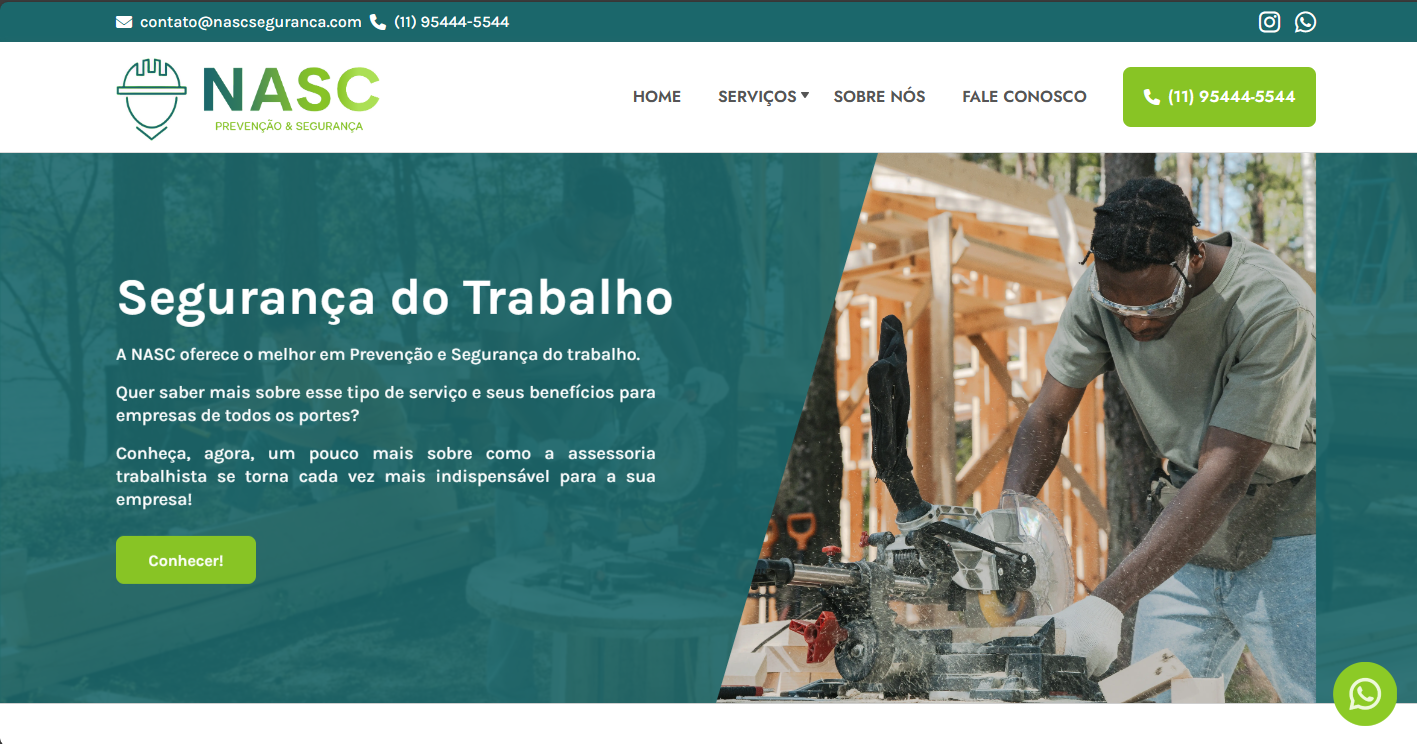 contato@nascseguranca.com (11) 95444-5544
NASC
PREVENÇÃO & SEGURANÇA
HOME SERVIÇOS SOBRE NÓS FALE CONOSCO (11) 95444-5544
Segurança do Trabalho
A NASC oferece o melhor em Prevenção e Segurança do trabalho.
Quer saber mais sobre esse tipo de serviço e seus benefícios para
empresas de todos os portes?
Conheça, agora, um pouco mais sobre como a assessoria
trabalhista se torna cada vez mais indispensável para a sua
empresa!
Conhecer!